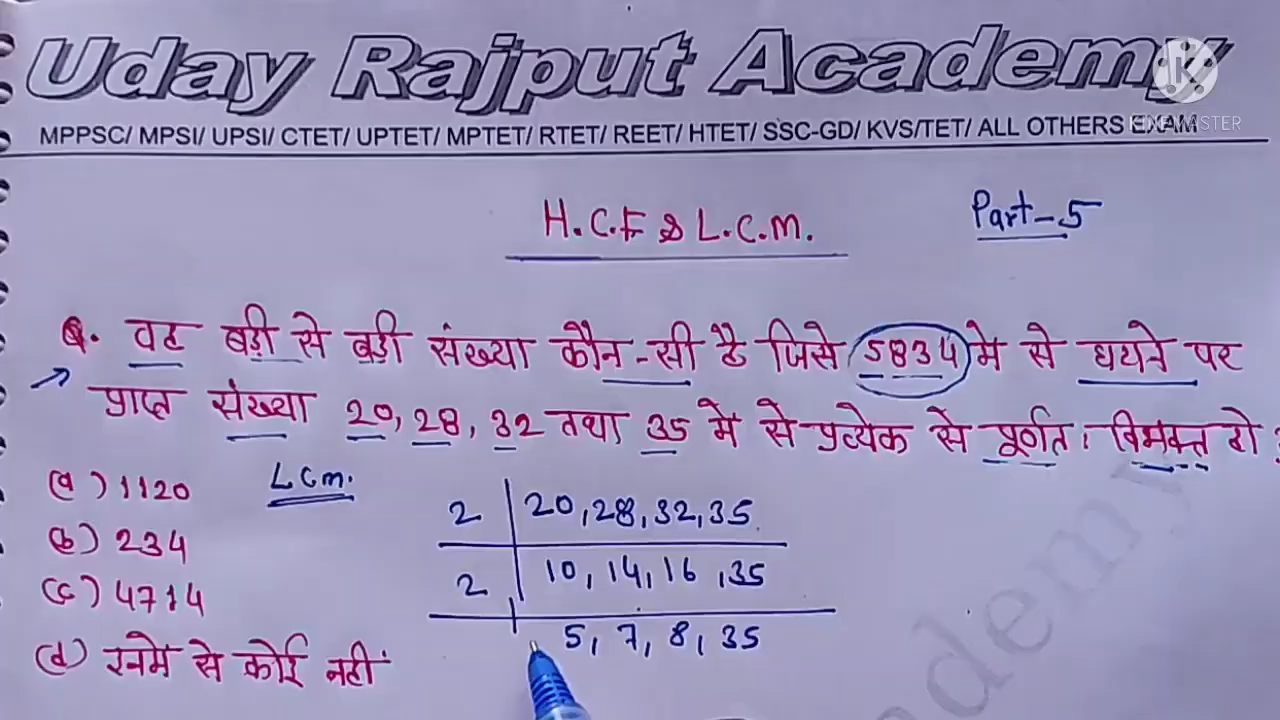 Uday Rajput Academy
KINEMASTER
MPPSC/ MPSI/ UPSI/ CTET/ UPTET/ MPTET/ RTET/ REET/ HTET/ SSC-GD/ KVS/TET/ ALL OTHERS EXAM
H.C.F & L.C.M.
Part-5
Q. वह बड़ी से बड़ी संख्या कौन-सी है जिसे 5834 मे से घटाने पर
प्राप्त संख्या 20, 28, 32 तथा 35 मे से प्रत्येक से पूर्णतः विभक्त हो ?
(a) 1120
LCM.
(b) 234
(c) 4714
(d) इनमे से कोई नहीं
2 | 20, 28, 32, 35
2 | 10, 14, 16, 35
5, 7, 8, 35
ademy